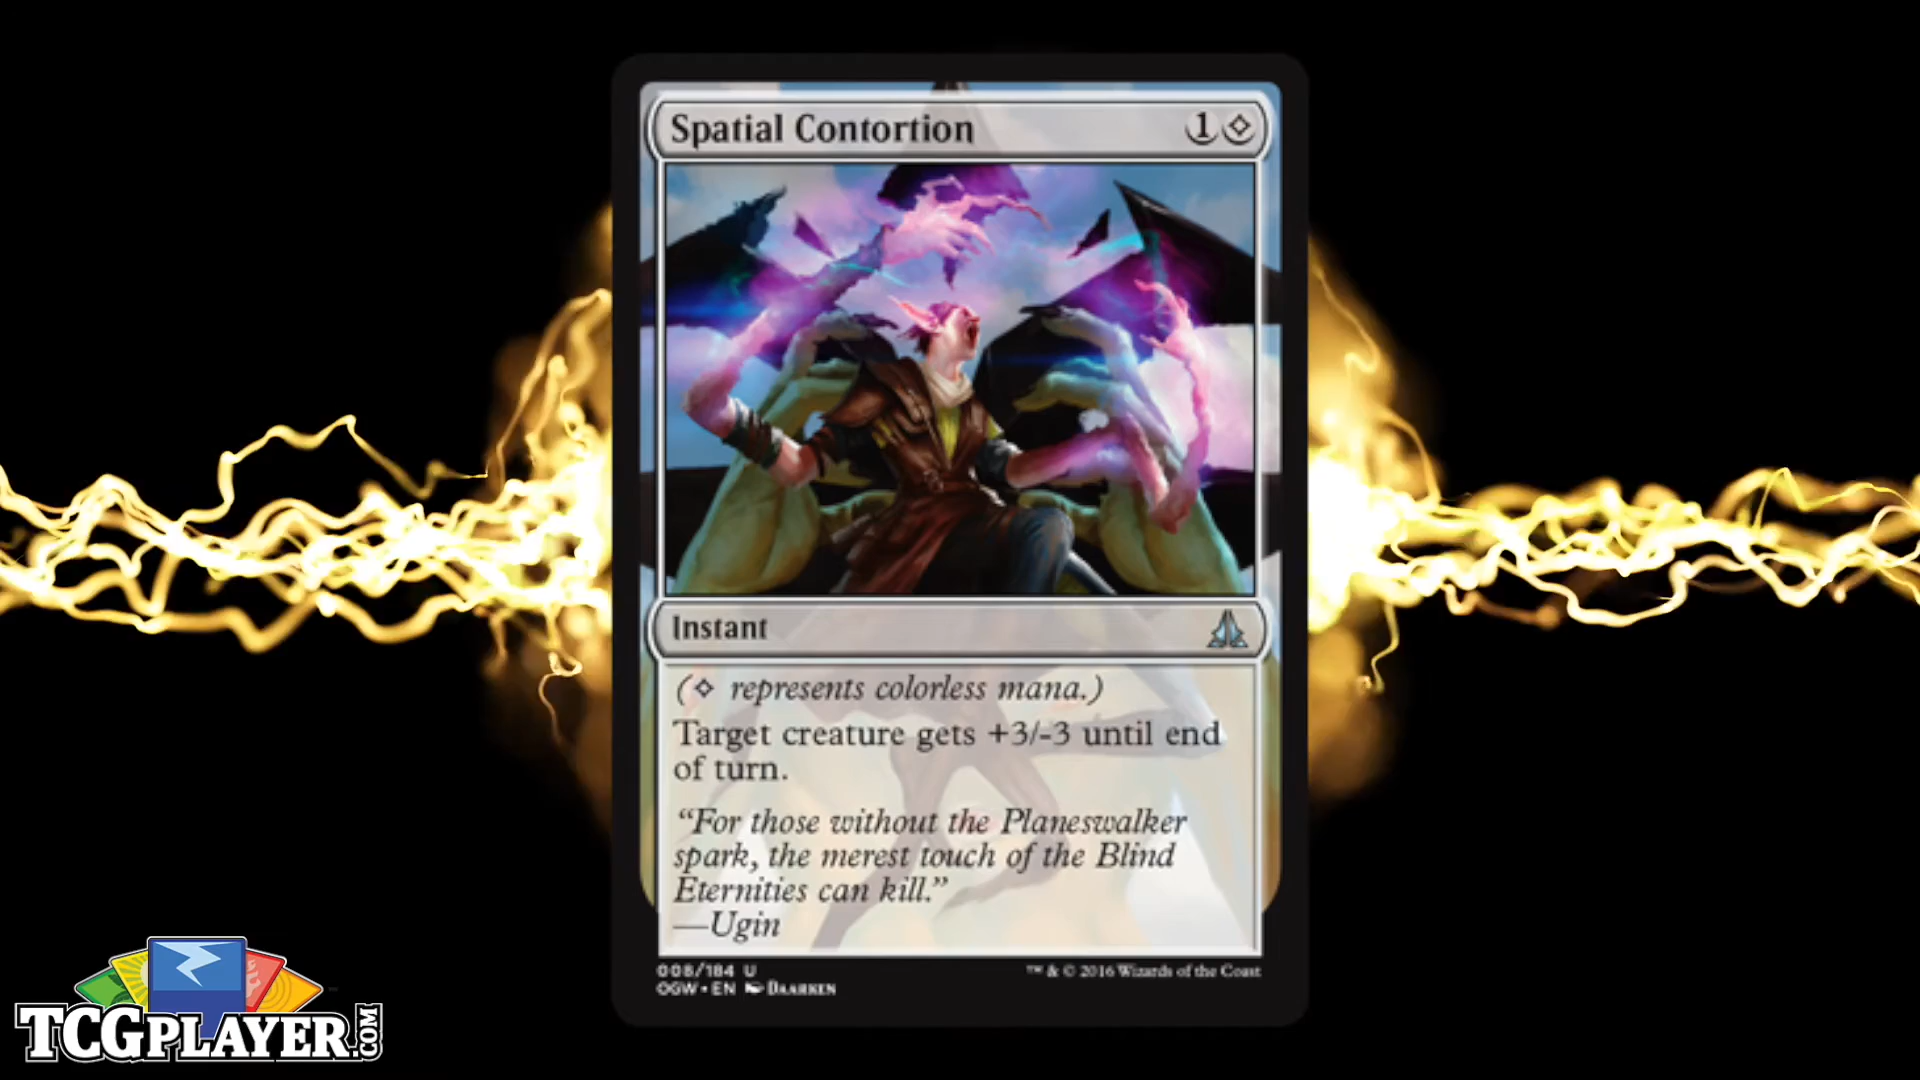 Spatial Contortion 1
Instant
( represents colorless mana.)
Target creature gets +3/-3 until end
of turn.
“For those without the Planeswalker
spark, the merest touch of the Blind
Eternities can kill.”
—Ugin
008/184 U
™ & © 2016 Wizards of the Coast
OGW • EN DAARKEN
TCGPLAYER.COM